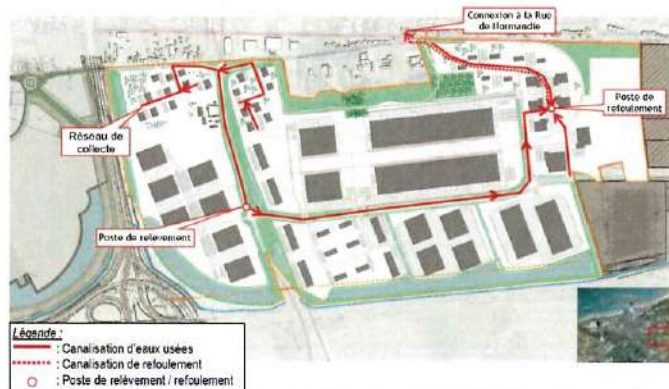 Connexion à la Rue
de Normandie
Poste de
refoulement
Réseau de
collecte
Poste de relèvement
Légende :
: Canalisation d'eaux usées
: Canalisation de refoulement
: Poste de relèvement / refoulement